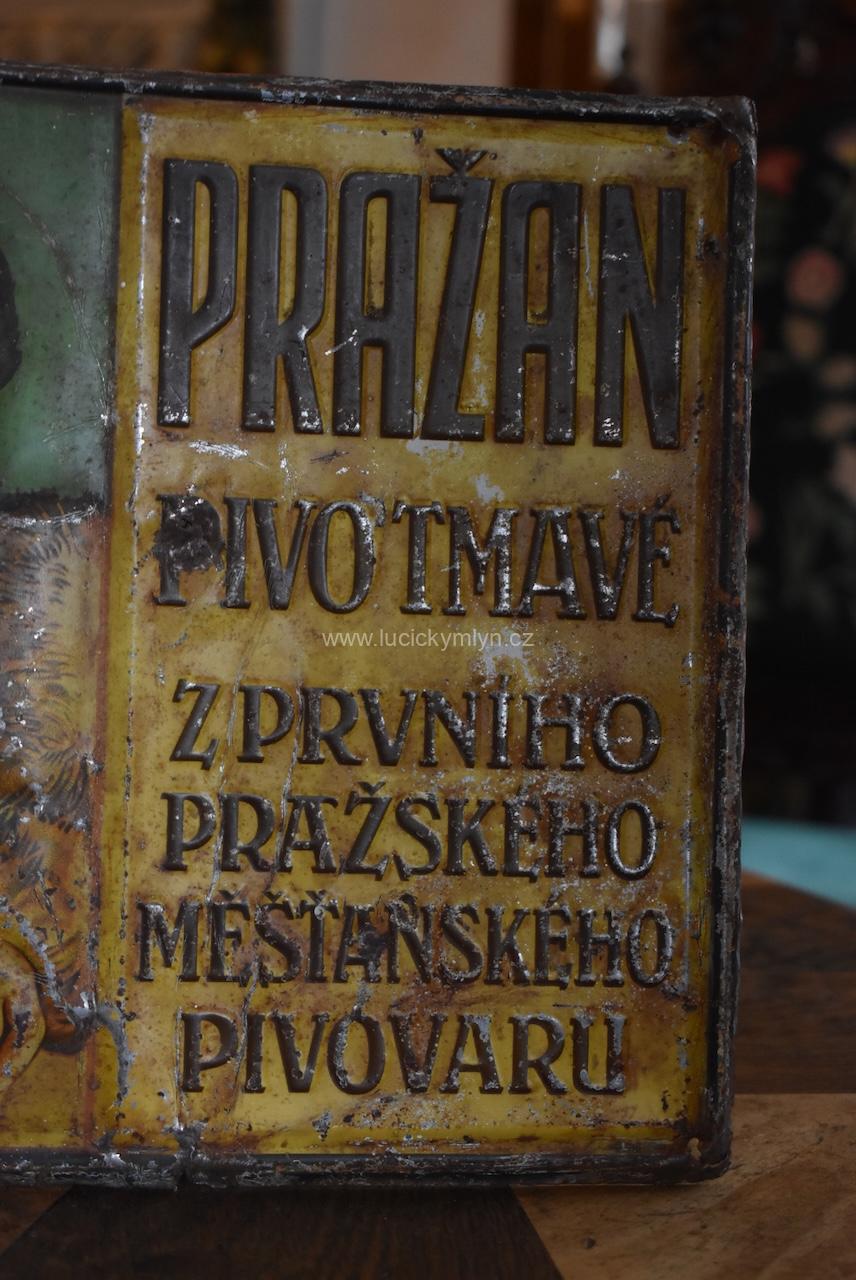 PRAŽAN
PIVO TMAVÉ
www.lucickymlyn.cz
Z PRVNÍHO
PRAŽSKÉHO
MĚŠŤANSKÉHO
PIVOVARU